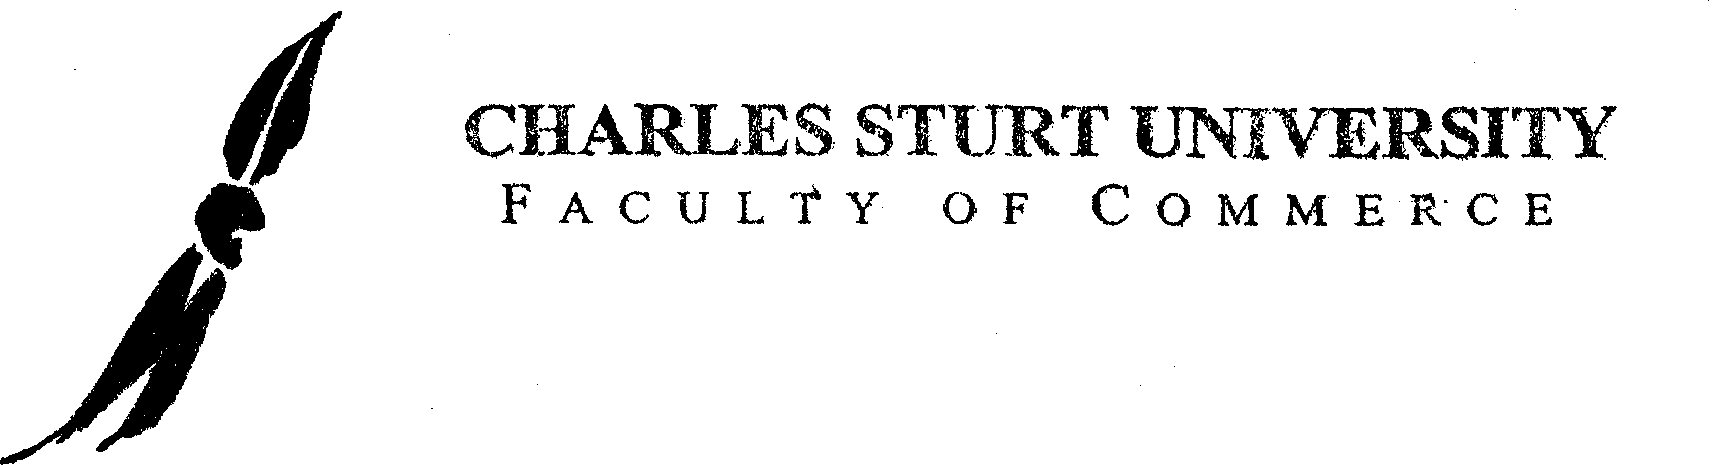 CHARLES STURT UNIVERSITY
FACULTY OF COMMERCE